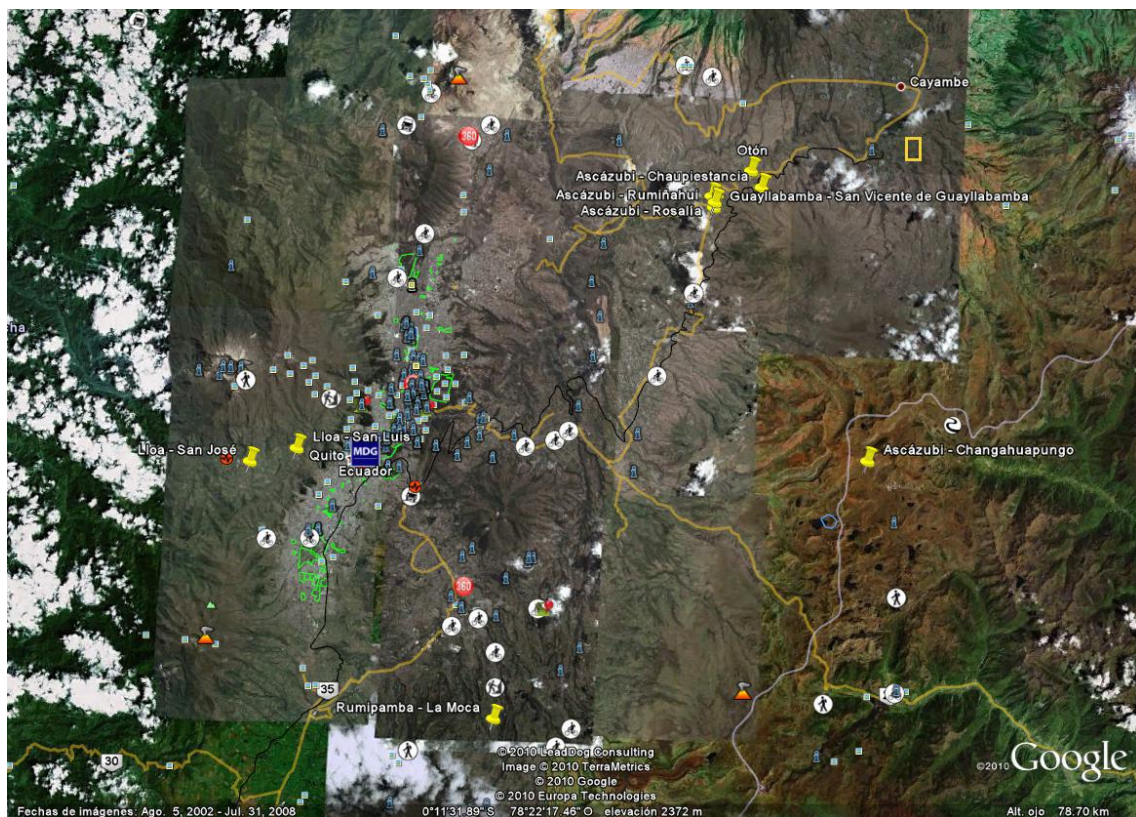 Cayambe
Otón
Ascázubi - Chaupiestancia
Ascázubi - Rumiñahui
Guayllabamba - San Vicente de Guayllabamba
Ascázubi - Rosalía
360
ha
Lloa - San Luis
Lloa - San José
Quito
MDG
Ecuador
Ascázubi - Changahuapungo
360
35
Rumipamba - La Moca
30
© 2010 LeadDog Consulting
Image © 2010 TerraMetrics
© 2010 Google
© 2010 Europa Technologies
©2010 Google
Fechas de imágenes: Ago. 5, 2002 - Jul. 31, 2008
0°11'31.89" S 78°22'17.46" O elevación 2372 m
Alt. ojo 78.70 km